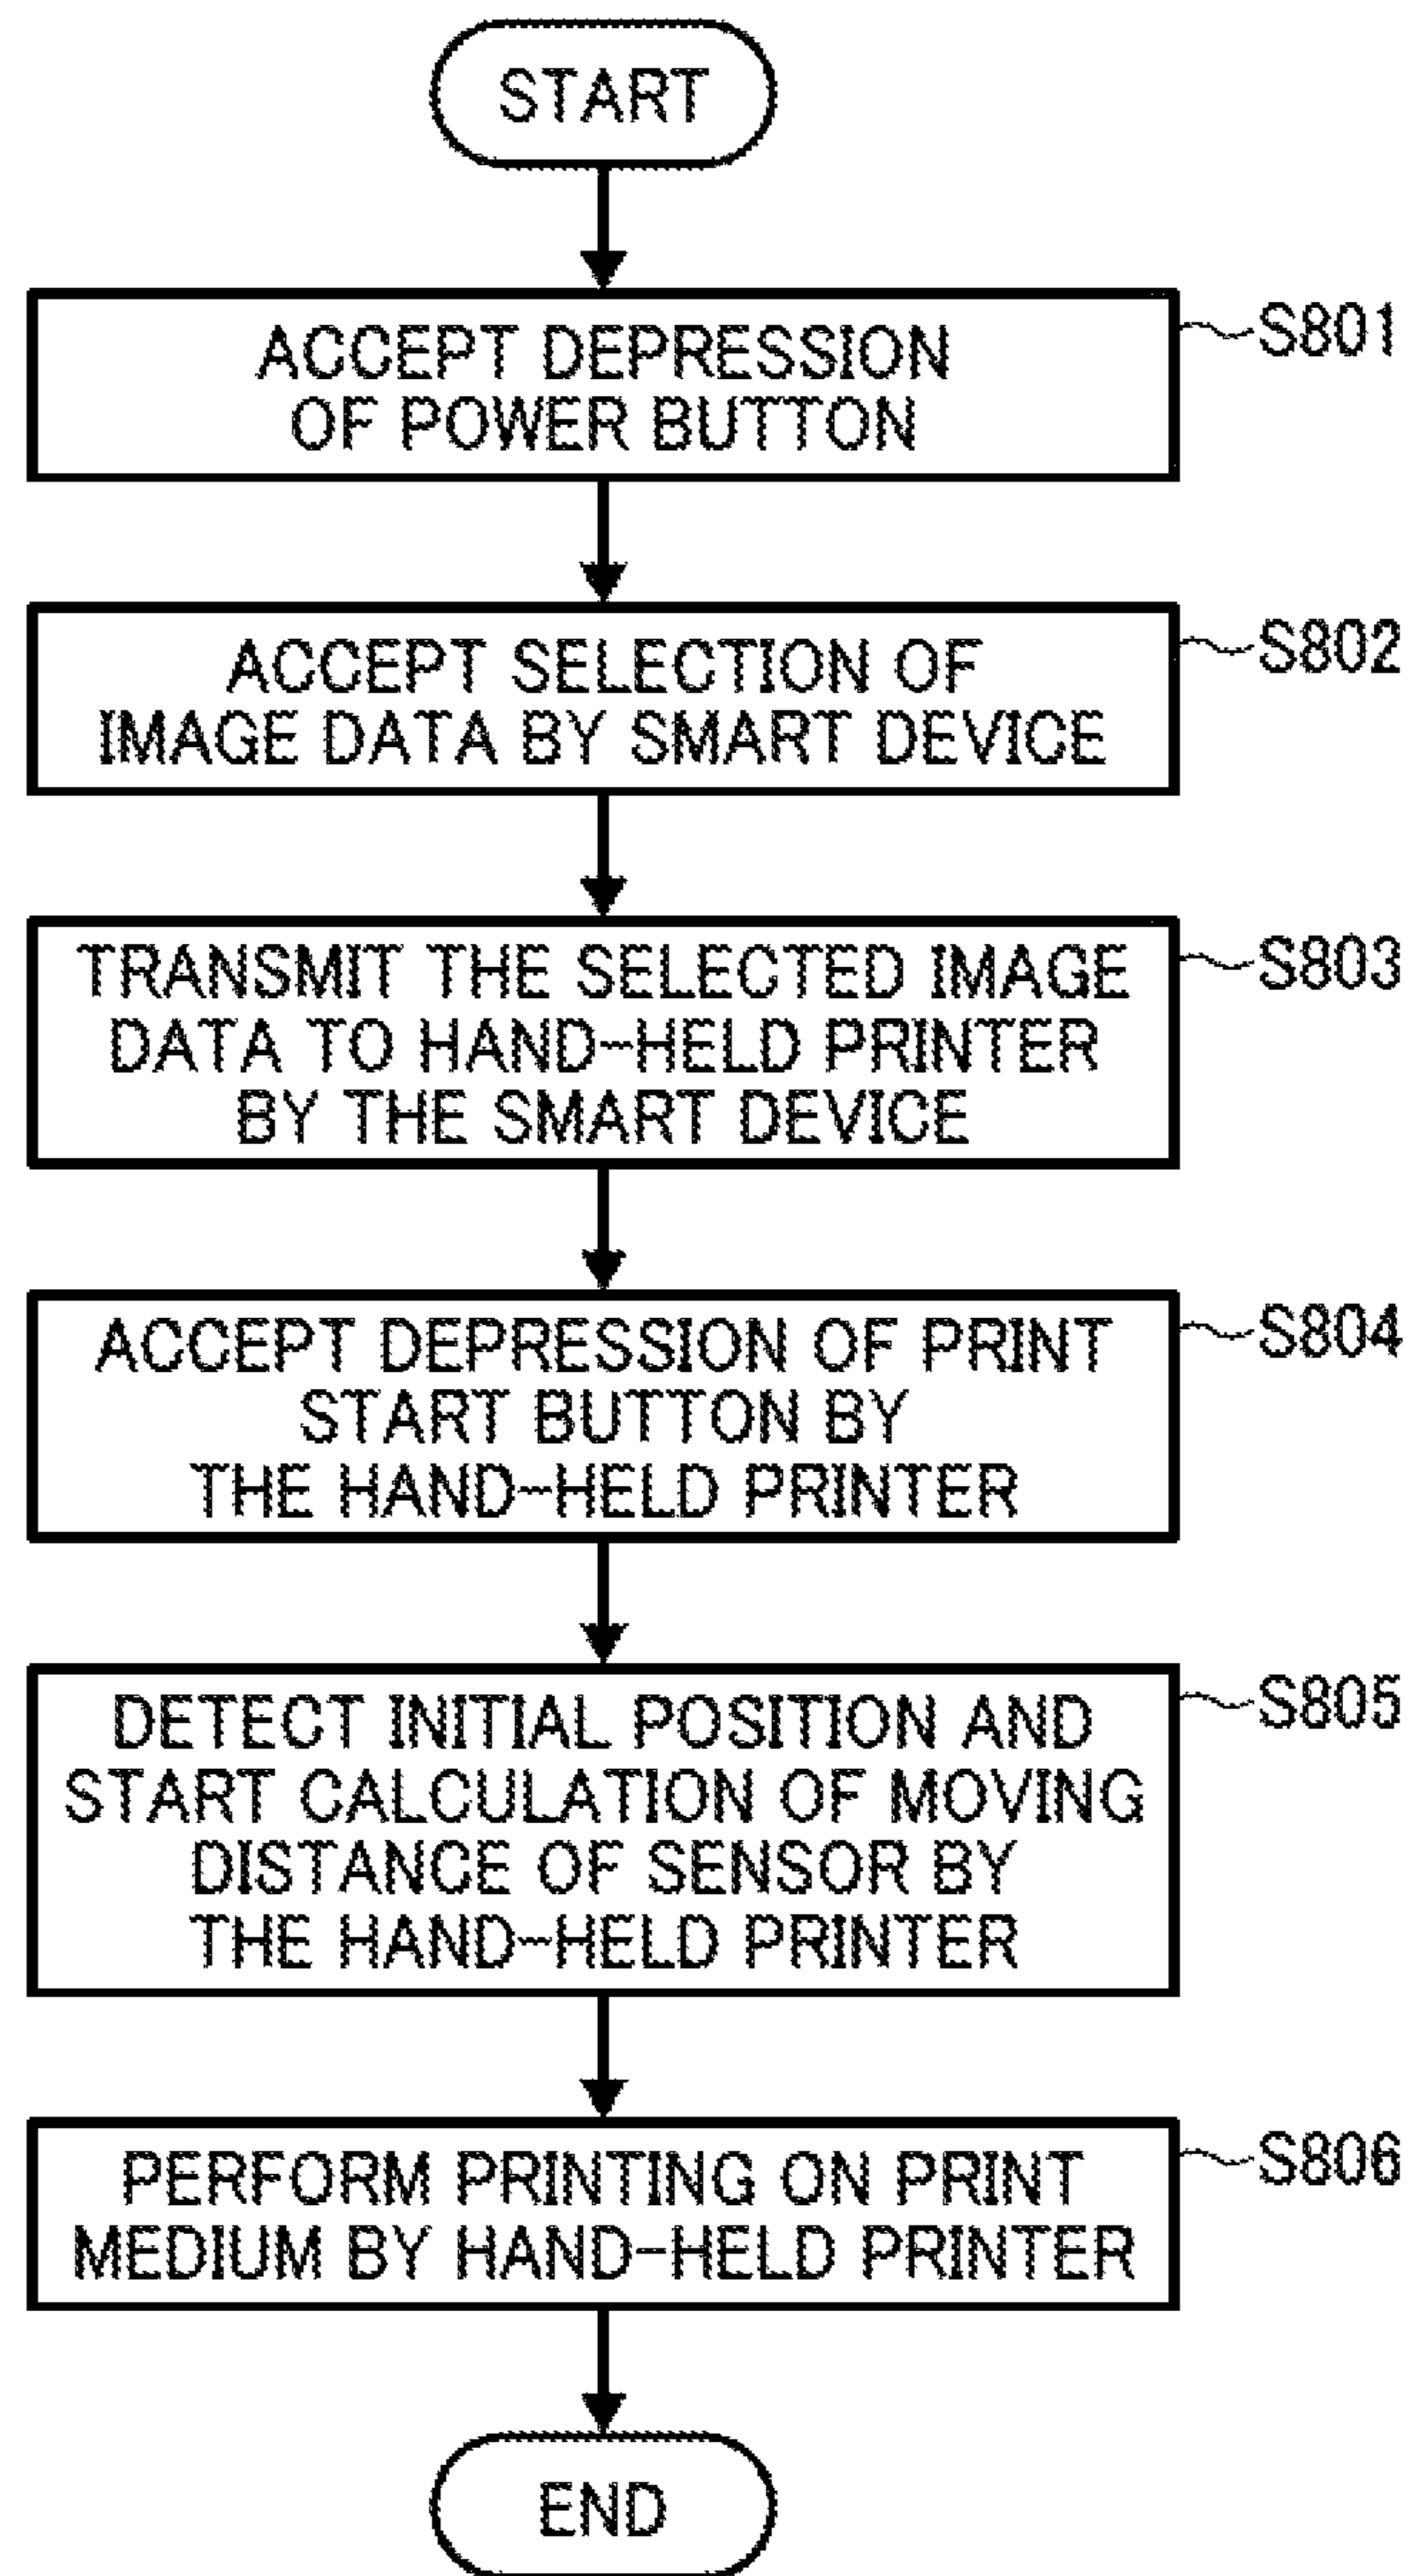 START
ACCEPT DEPRESSION
OF POWER BUTTON
S801
ACCEPT SELECTION OF
IMAGE DATA BY SMART DEVICE
S802
TRANSMIT THE SELECTED IMAGE
DATA TO HAND-HELD PRINTER
BY THE SMART DEVICE
S803
ACCEPT DEPRESSION OF PRINT
START BUTTON BY
THE HAND-HELD PRINTER
S804
DETECT INITIAL POSITION AND
START CALCULATION OF MOVING
DISTANCE OF SENSOR BY
THE HAND-HELD PRINTER
S805
PERFORM PRINTING ON PRINT
MEDIUM BY HAND-HELD PRINTER
S806
END